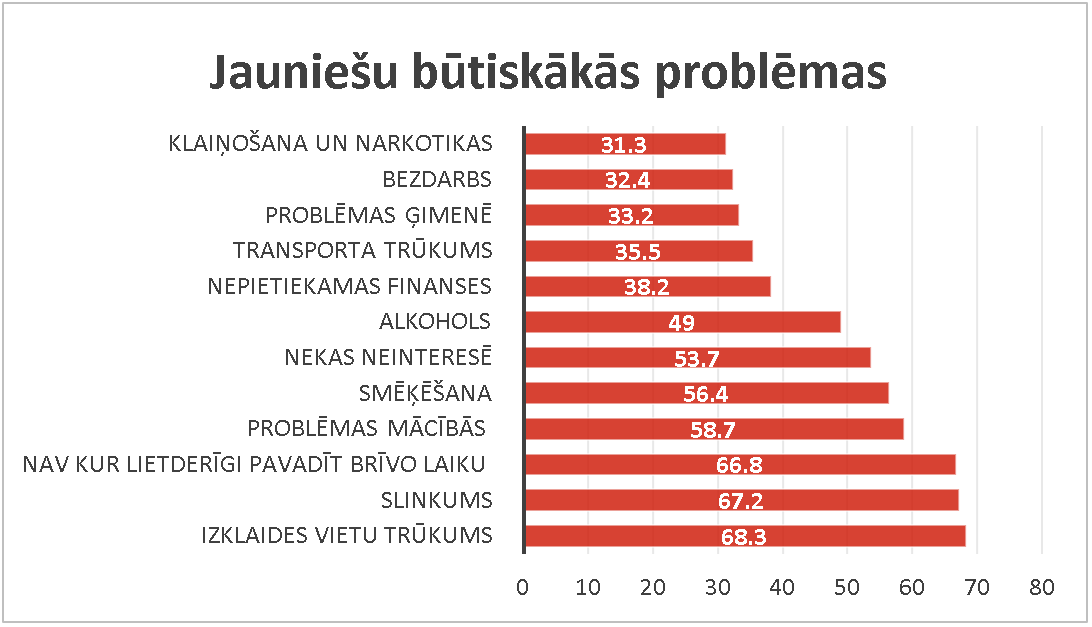 Jauniešu būtiskākās problēmas
KLAIŅOŠANA UN NARKOTIKAS 31.3
BEZDARBS 32.4
PROBLĒMAS ĢIMENĒ 33.2
TRANSPORTA TRŪKUMS 35.5
NEPIETIEKAMAS FINANSES 38.2
ALKOHOLS 49
NEKAS NEINTERESĒ 53.7
SMĒĶĒŠANA 56.4
PROBLĒMAS MĀCĪBĀS 58.7
NAV KUR LIETDERĪGI PAVADĪT BRĪVO LAIKU 66.8
SLINKUMS 67.2
IZKLAIDES VIETU TRŪKUMS 68.3
0 10 20 30 40 50 60 70 80